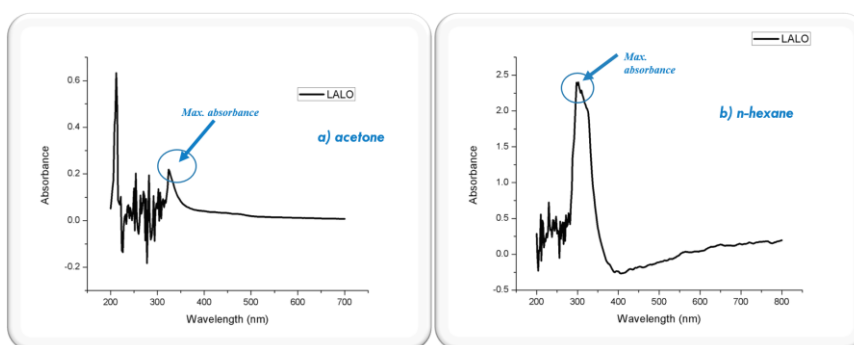 LALO
Max. absorbance
a) acetone
0.6
0.4
0.2
0.0
-0.2
Absorbance
200 300 400 500 600 700
Wavelength (nm)
LALO
Max.
absorbance
b) n-hexane
2.5
2.0
1.5
1.0
0.5
0.0
-0.5
Absorbance
200 300 400 500 600 700 800
Wavelength (nm)